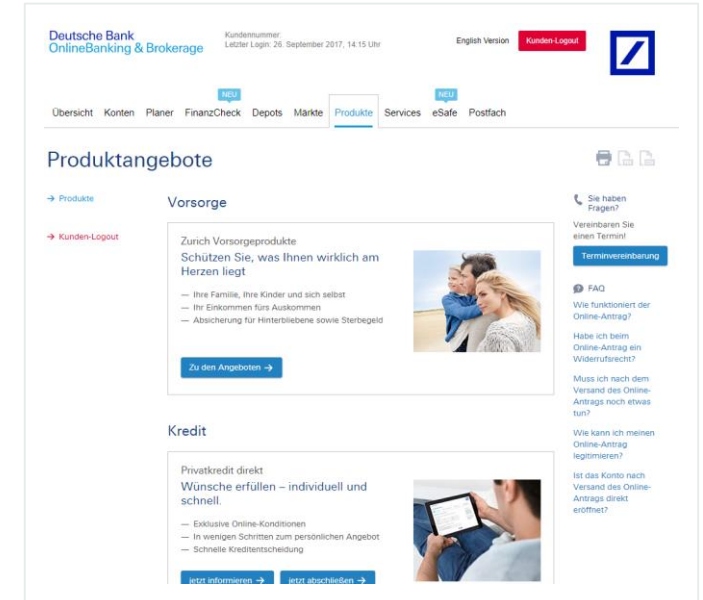 Deutsche Bank
OnlineBanking & Brokerage
Kundennummer:
Letzter Login: 26. September 2017, 14:15 Uhr
English Version
Kunden-Logout
NEU
NEU
Übersicht Konten Planer FinanzCheck Depots Märkte Produkte Services eSafe Postfach
Produktangebote
→ Produkte
→ Kunden-Logout
Vorsorge
Zurich Vorsorgeprodukte
Schützen Sie, was Ihnen wirklich am
Herzen liegt
— Ihre Familie, Ihre Kinder und sich selbst
— Ihr Einkommen fürs Auskommen
— Absicherung für Hinterbliebene sowie Sterbegeld
Zu den Angeboten →
Kredit
Privatkredit direkt
Wünsche erfüllen – individuell und
schnell.
— Exklusive Online-Konditionen
— In wenigen Schritten zum persönlichen Angebot
— Schnelle Kreditentscheidung
jetzt informieren →
jetzt abschließen →
Sie haben
Fragen?
Vereinbaren Sie
einen Termin!
Terminvereinbarung
FAQ
Wie funktioniert der
Online-Antrag?
Habe ich beim
Online-Antrag ein
Widerrufsrecht?
Muss ich nach dem
Versand des Online-
Antrags noch etwas
tun?
Wie kann ich meinen
Online-Antrag
legitimieren?
Ist das Konto nach
Versand des Online-
Antrags direkt
eröffnet?